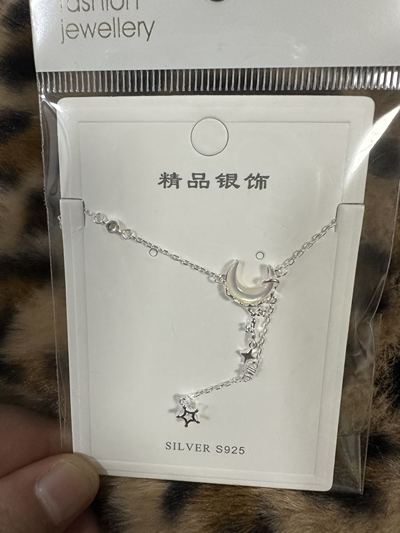 fashion
jewellery
精品银饰
SILVER S925